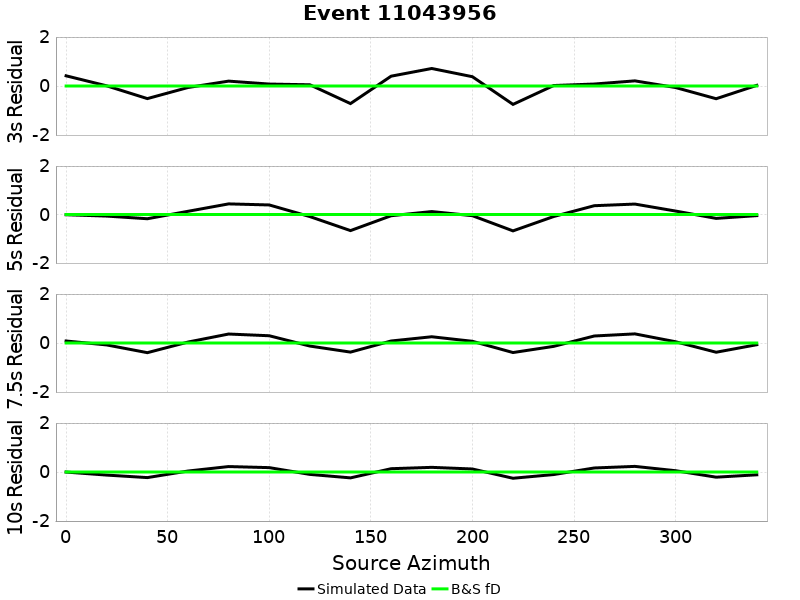 Event 11043956
3s Residual
2
0
-2
5s Residual
2
0
-2
7.5s Residual
2
0
-2
10s Residual
2
0
-2
0 50 100 150 200 250 300
Source Azimuth
Simulated Data B&S fD